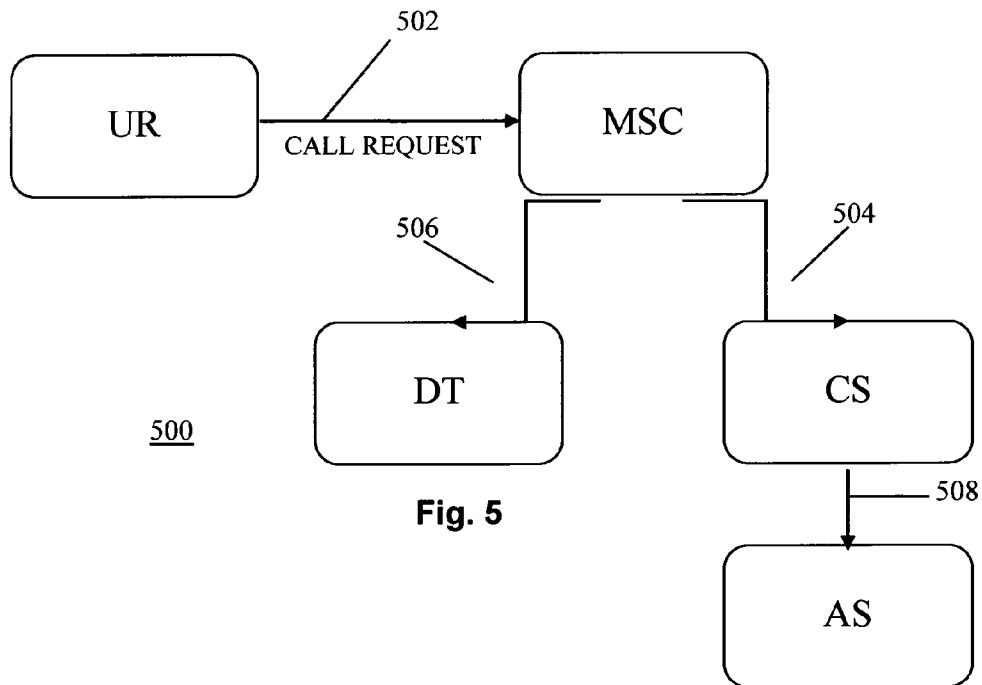 502
UR
MSC
CALL REQUEST
506
504
DT
CS
500
Fig. 5
508
AS